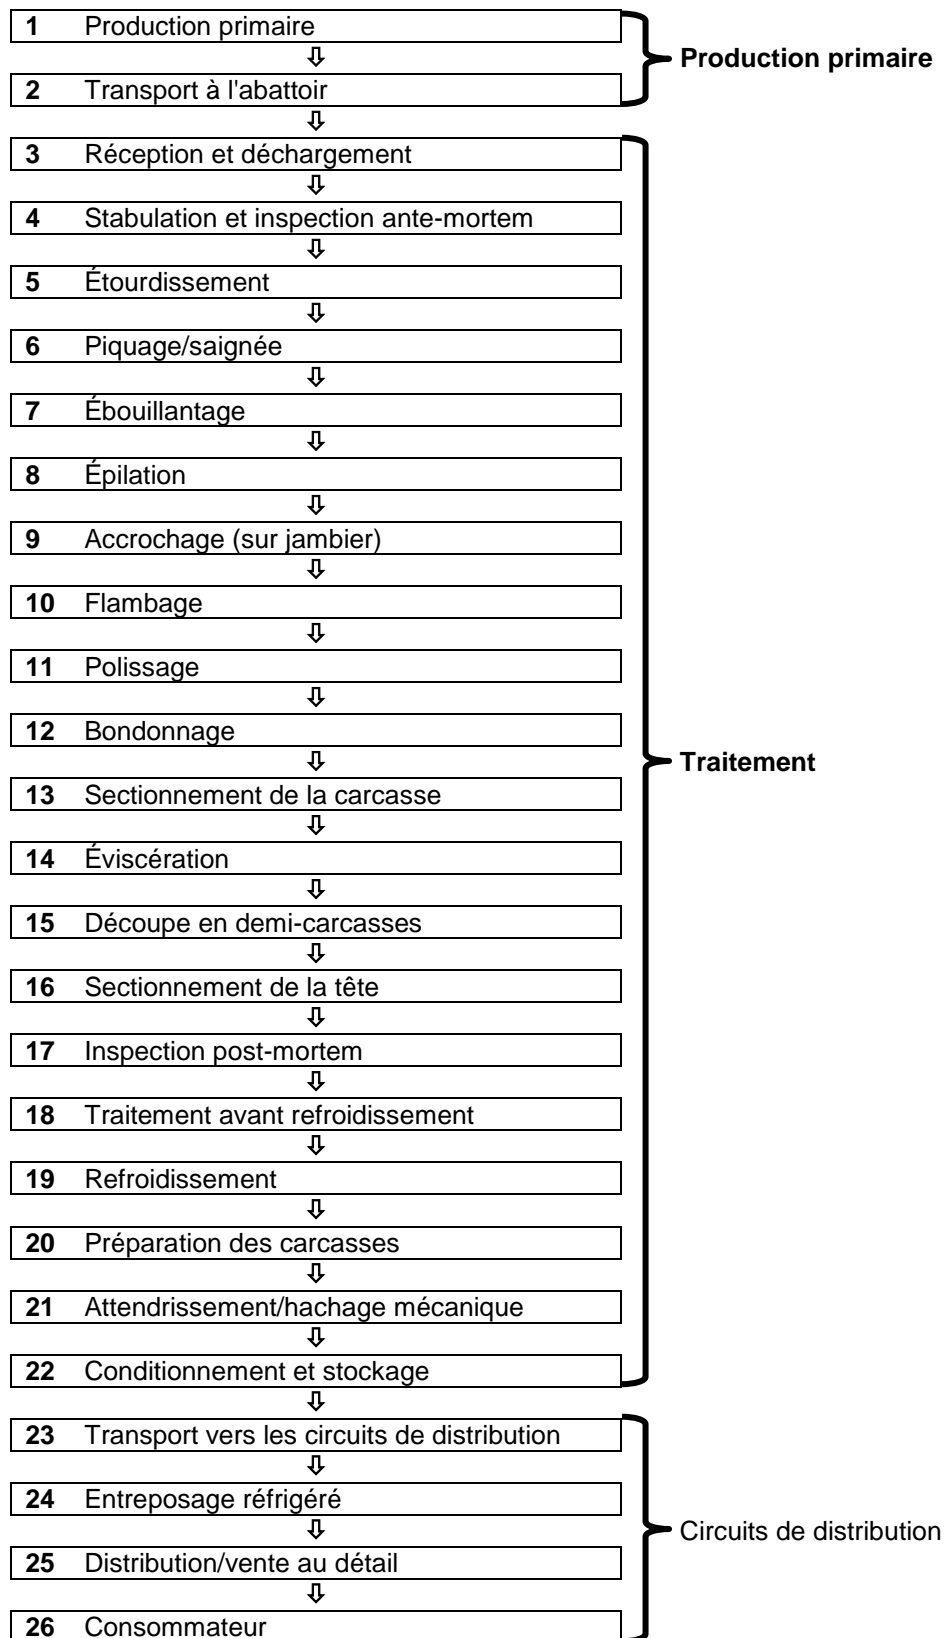 1 Production primaire
⇩
Production primaire
2 Transport à l'abattoir
⇩
3 Réception et déchargement
⇩
4 Stabulation et inspection ante-mortem
⇩
5 Étourdissement
⇩
6 Piquage/saignée
⇩
7 Ébouillantage
⇩
8 Épilation
⇩
9 Accrochage (sur jambier)
⇩
10 Flambage
⇩
11 Polissage
⇩
12 Bondonnage
⇩
Traitement
13 Sectionnement de la carcasse
⇩
14 Éviscération
⇩
15 Découpe en demi-carcasses
⇩
16 Sectionnement de la tête
⇩
17 Inspection post-mortem
⇩
18 Traitement avant refroidissement
⇩
19 Refroidissement
⇩
20 Préparation des carcasses
⇩
21 Attendrissement/hachage mécanique
⇩
22 Conditionnement et stockage
⇩
23 Transport vers les circuits de distribution
⇩
24 Entreposage réfrigéré
⇩
Circuits de distribution
25 Distribution/vente au détail
⇩
26 Consommateur